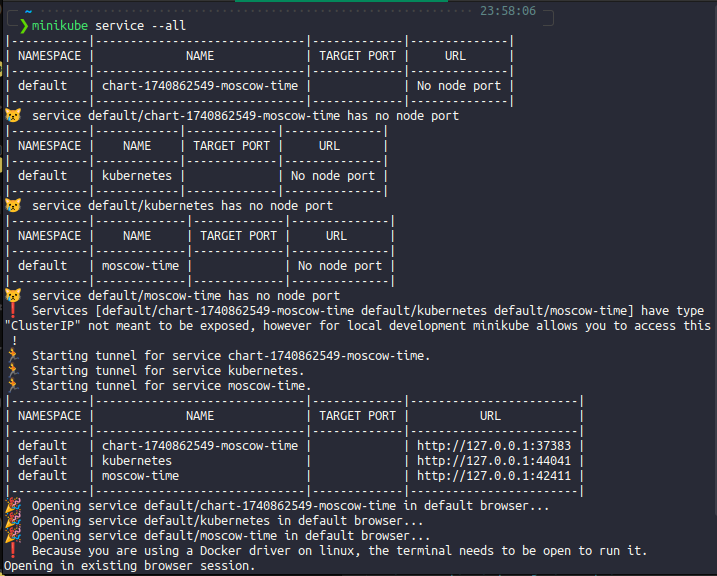 ~ 23:58:06
❯minikube service --all
|-----------|-----------------------------|-------------|--------------|
| NAMESPACE |            NAME             | TARGET PORT |     URL      |
|-----------|-----------------------------|-------------|--------------|
| default   | chart-1740862549-moscow-time |             | No node port |
|-----------|-----------------------------|-------------|--------------|
😿  service default/chart-1740862549-moscow-time has no node port
|-----------|------------|-------------|--------------|
| NAMESPACE |    NAME    | TARGET PORT |     URL      |
|-----------|------------|-------------|--------------|
| default   | kubernetes |             | No node port |
|-----------|------------|-------------|--------------|
😿  service default/kubernetes has no node port
|-----------|-------------|-------------|--------------|
| NAMESPACE |    NAME     | TARGET PORT |     URL      |
|-----------|-------------|-------------|--------------|
| default   | moscow-time |             | No node port |
|-----------|-------------|-------------|--------------|
😿  service default/moscow-time has no node port
❗  Services [default/chart-1740862549-moscow-time default/kubernetes default/moscow-time] have type
"ClusterIP" not meant to be exposed, however for local development minikube allows you to access this
!
🏃  Starting tunnel for service chart-1740862549-moscow-time.
🏃  Starting tunnel for service kubernetes.
🏃  Starting tunnel for service moscow-time.
|-----------|------------------------------|-------------|------------------------|
| NAMESPACE |             NAME             | TARGET PORT |          URL           |
|-----------|------------------------------|-------------|------------------------|
| default   | chart-1740862549-moscow-time |             | http://127.0.0.1:37383 |
| default   | kubernetes                   |             | http://127.0.0.1:44041 |
| default   | moscow-time                  |             | http://127.0.0.1:42411 |
|-----------|------------------------------|-------------|------------------------|
🎉  Opening service default/chart-1740862549-moscow-time in default browser...
🎉  Opening service default/kubernetes in default browser...
🎉  Opening service default/moscow-time in default browser...
❗  Because you are using a Docker driver on linux, the terminal needs to be open to run it.
Opening in existing browser session.